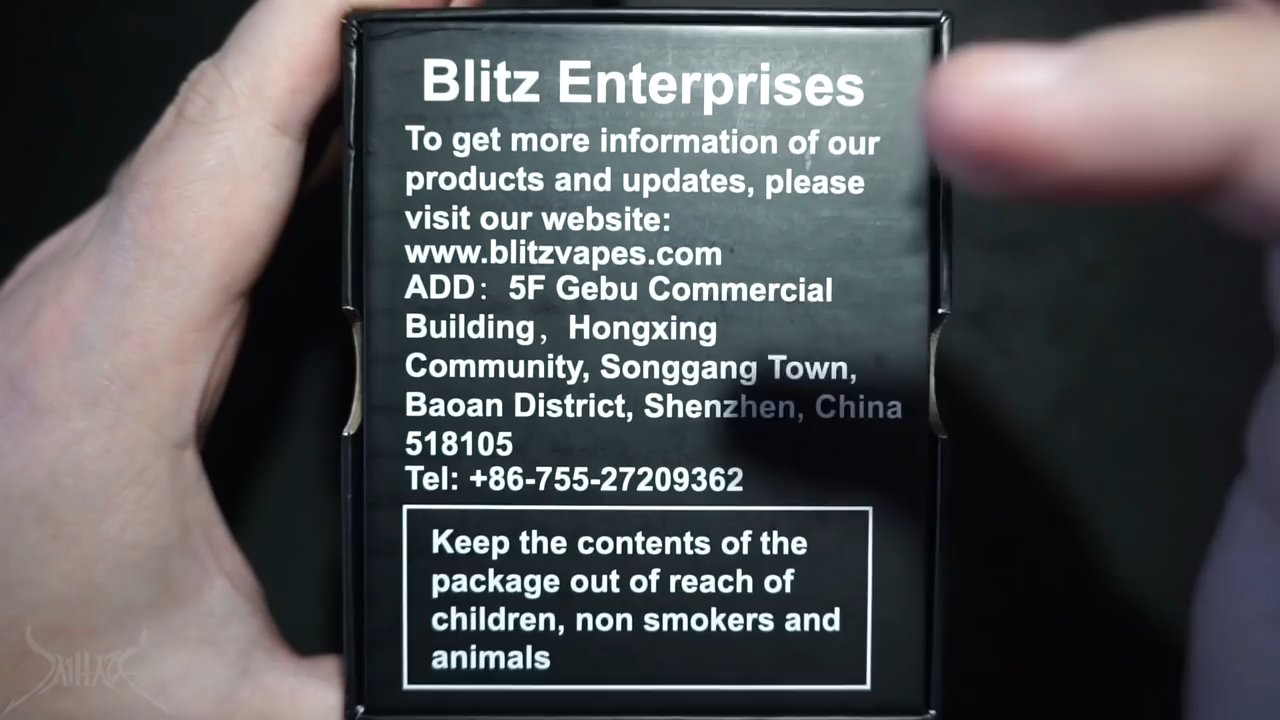 Blitz Enterprises
To get more information of our
products and updates, please
visit our website:
www.blitzvapes.com
ADD： 5F Gebu Commercial
Building，Hongxing
Community, Songgang Town,
Baoan District, Shenzhen, China
518105
Tel: +86-755-27209362
Keep the contents of the
package out of reach of
children, non smokers and
animals